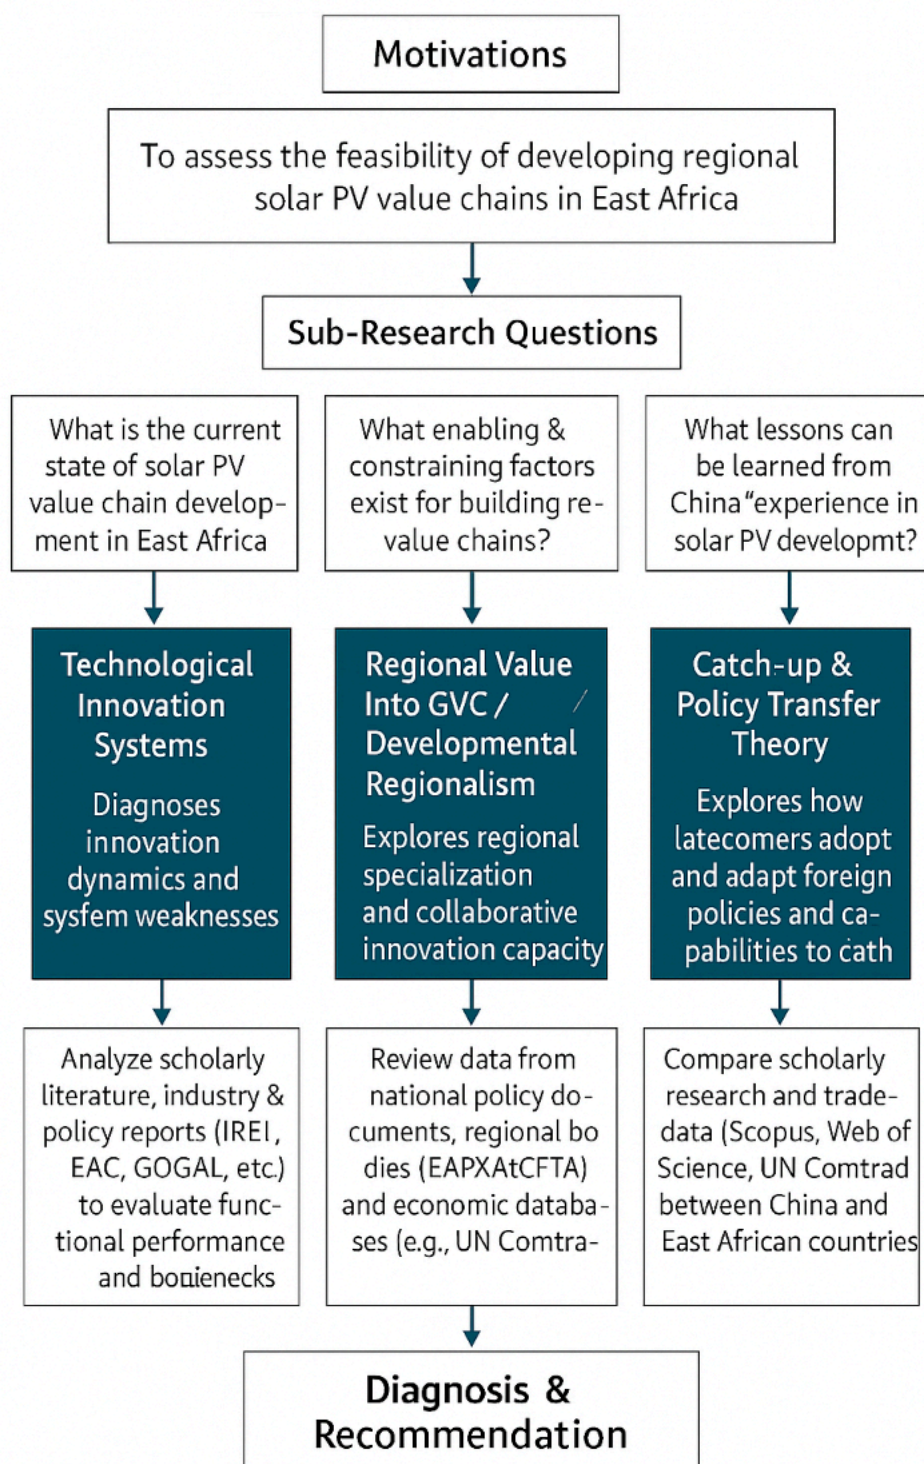 Motivations
To assess the feasibility of developing regional
solar PV value chains in East Africa
Sub-Research Questions
What is the current
state of solar PV
value chain develop-
ment in East Africa
What enabling &
constraining factors
exist for building re-
value chains?
What lessons can
be learned from
China “experience in
solar PV developmt?
Technological
Innovation
Systems
Diagnoses
innovation
dynamics and
sysfem weaknesses
Regional Value
Into GVC / /
Developmental
Regionalism
Explores regional
specialization
and collaborative
innovation capacity
Catch-up &
Policy Transfer
Theory
Explores how
latecomers adopt
and adapt foreign
policies and ca-
pabilities to cath
Analyze scholarly
literature, industry &
policy reports (IREI,
EAC, GOGAL, etc.)
to evaluate func-
tional performance
and bottienecks
Review data from
national policy do-
cuments, regional bo
dies (EAPXAtCFTA)
and economic databa-
ses (e.g., UN Comtra-
Compare scholarly
research and trade-
data (Scopus, Web of
Science, UN Comtrad
between China and
East African countries
Diagnosis &
Recommendation